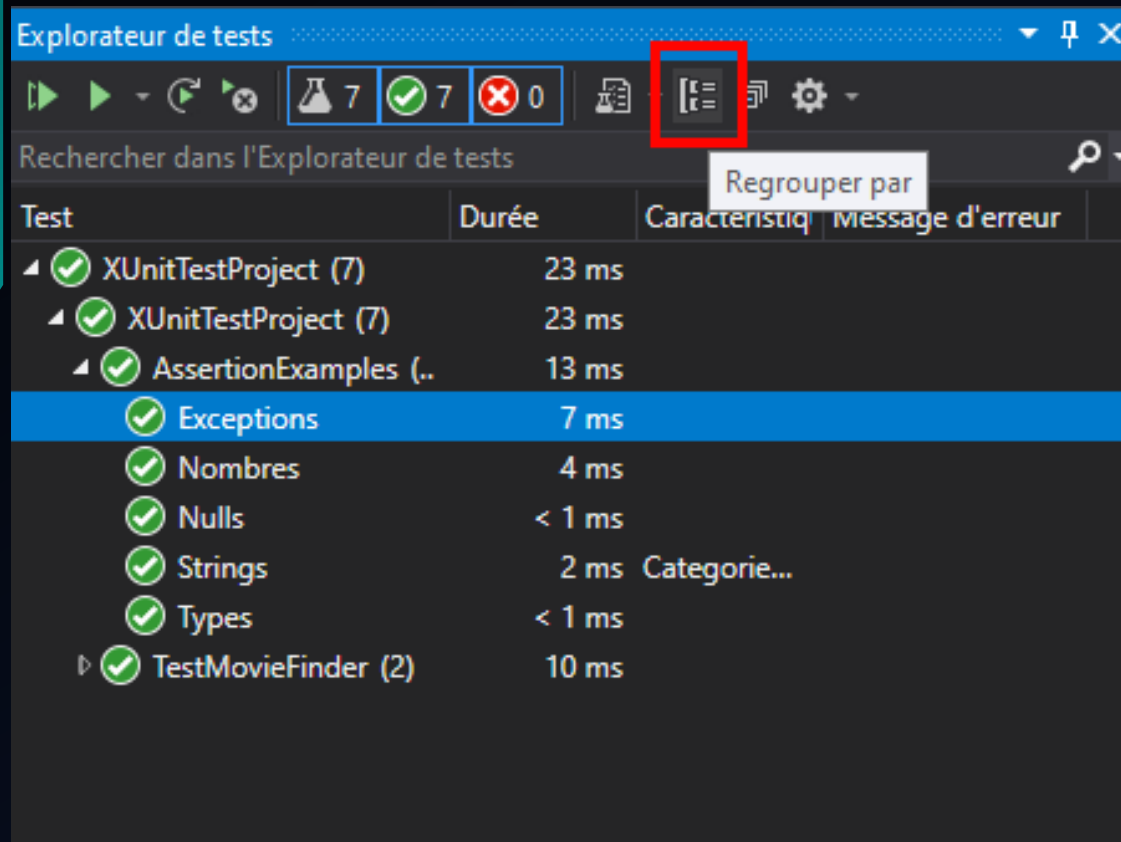 Explorateur de tests
7 7 0
Rechercher dans l'Explorateur de tests
Regrouper par
Test Durée Caractéristiq Message d'erreur
XUnitTestProject (7) 23 ms
XUnitTestProject (7) 23 ms
AssertionExamples (.. 13 ms
Exceptions 7 ms
Nombres 4 ms
Nulls < 1 ms
Strings 2 ms Categorie...
Types < 1 ms
TestMovieFinder (2) 10 ms